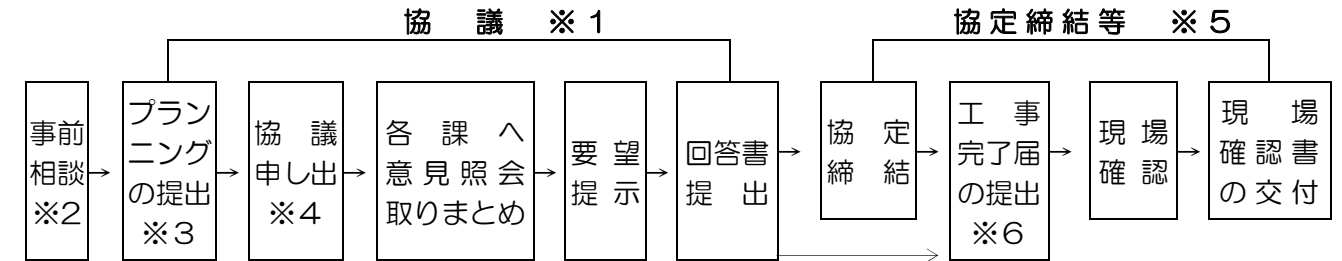 協　議　※１
協定締結等　※５
事前
相談
※2
プラン
ニング
の提出
※３
協　議
申し出
※４
各　課　へ
意見照会
取りまとめ
要　望
提　示
回答書
提　出
協　定
締　結
工　事
完了届
の提出
※６
現　場
確　認
現　場
確認書
の交付